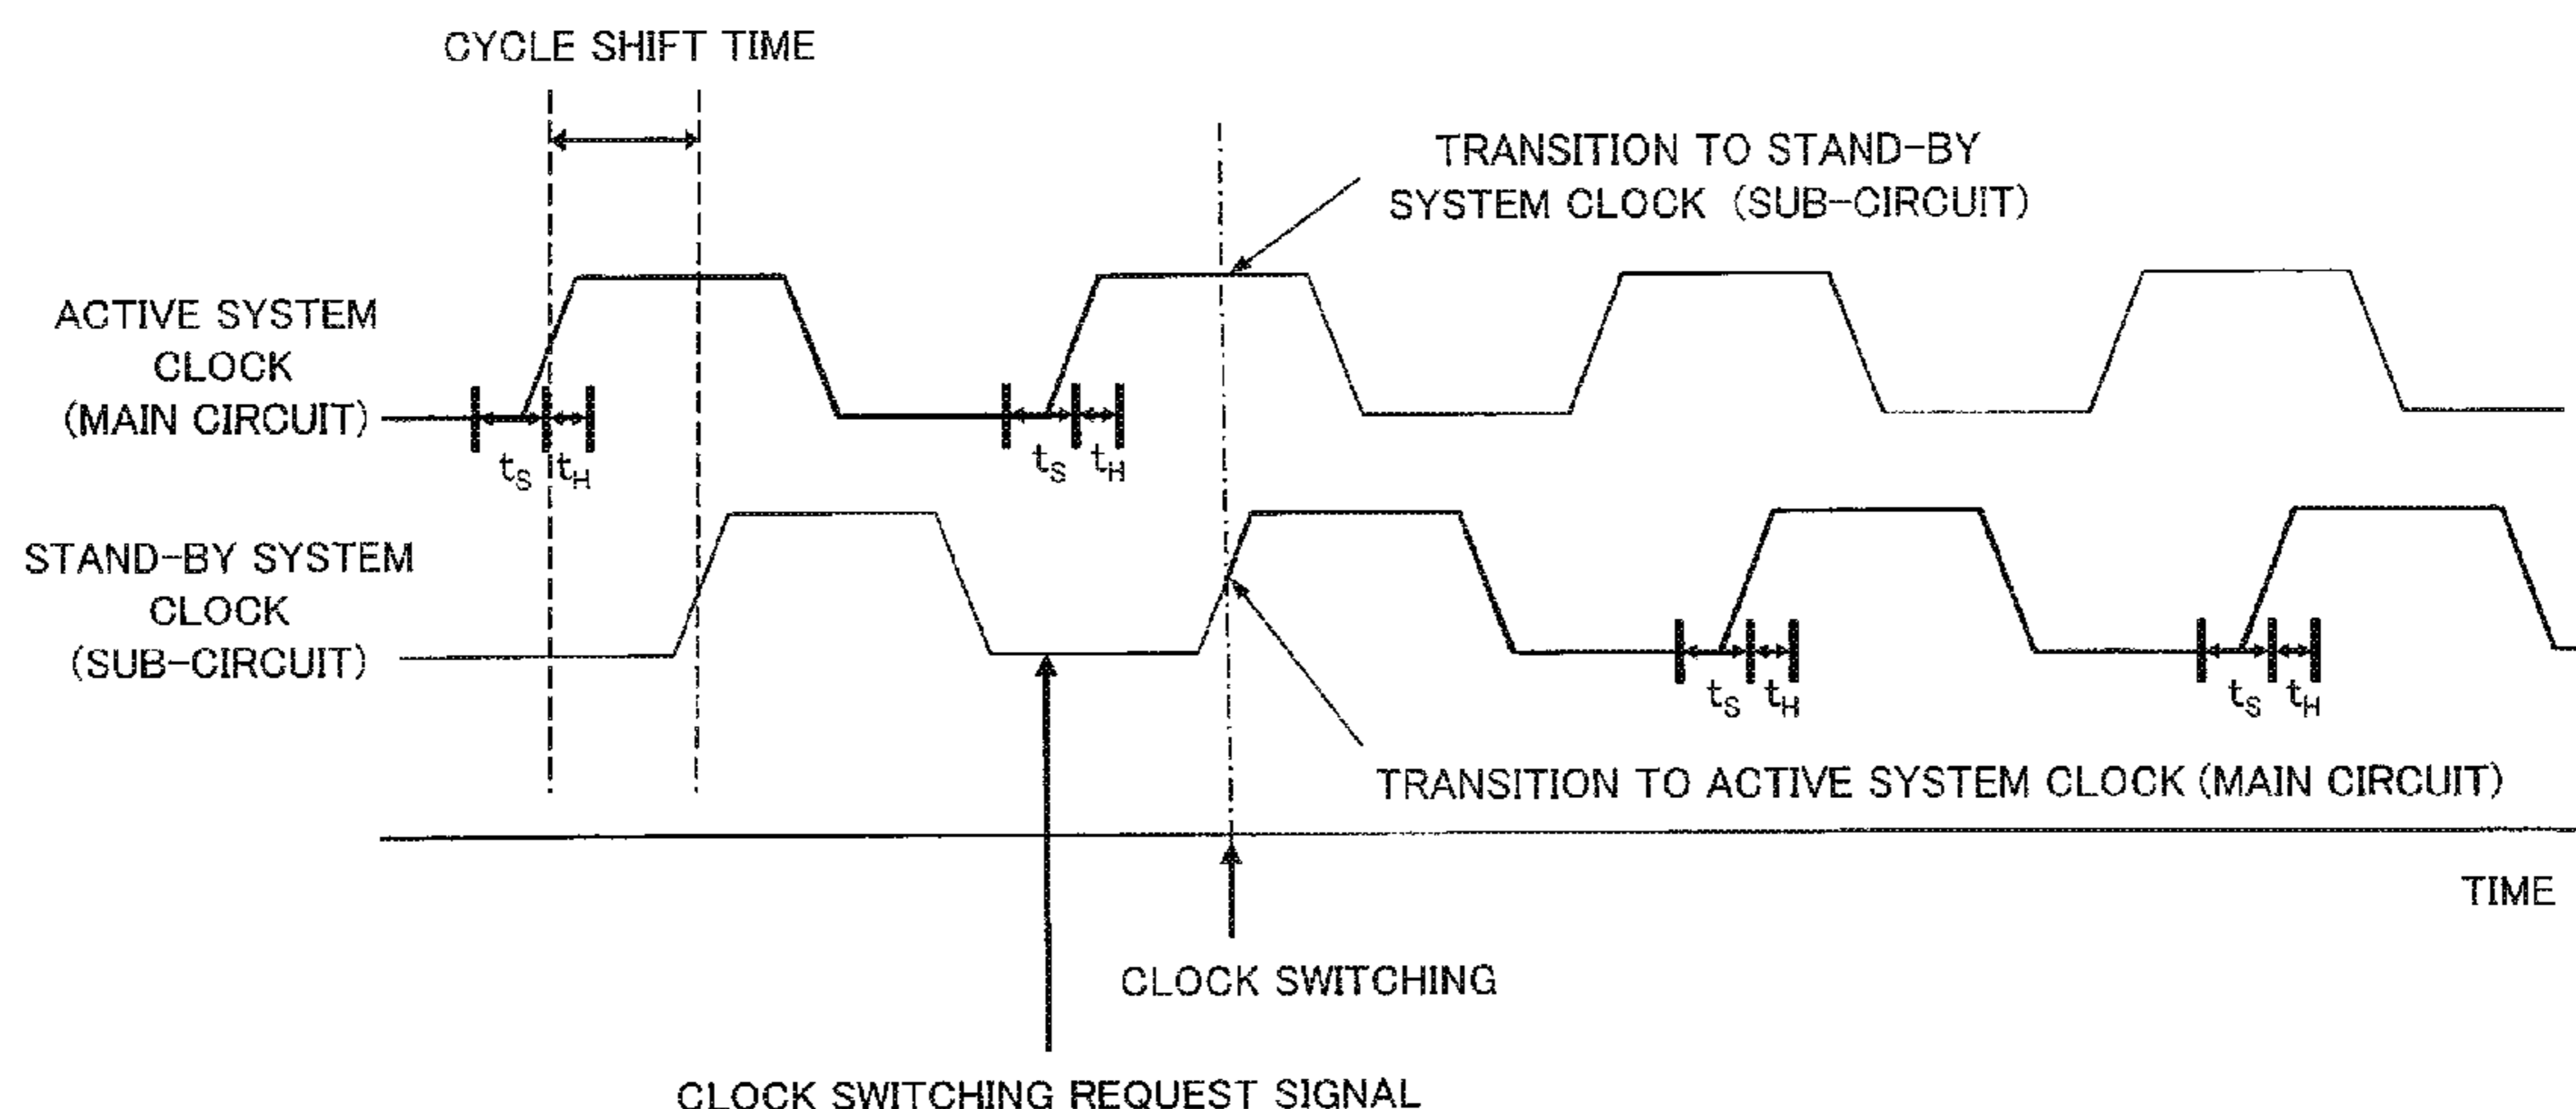 CYCLE SHIFT TIME
TRANSITION TO STAND-BY
SYSTEM CLOCK (SUB-CIRCUIT)
ACTIVE SYSTEM
CLOCK
(MAIN CIRCUIT)
tS tH
tS tH
STAND-BY SYSTEM
CLOCK
(SUB-CIRCUIT)
tS tH
tS tH
TRANSITION TO ACTIVE SYSTEM CLOCK (MAIN CIRCUIT)
TIME
CLOCK SWITCHING
CLOCK SWITCHING REQUEST SIGNAL